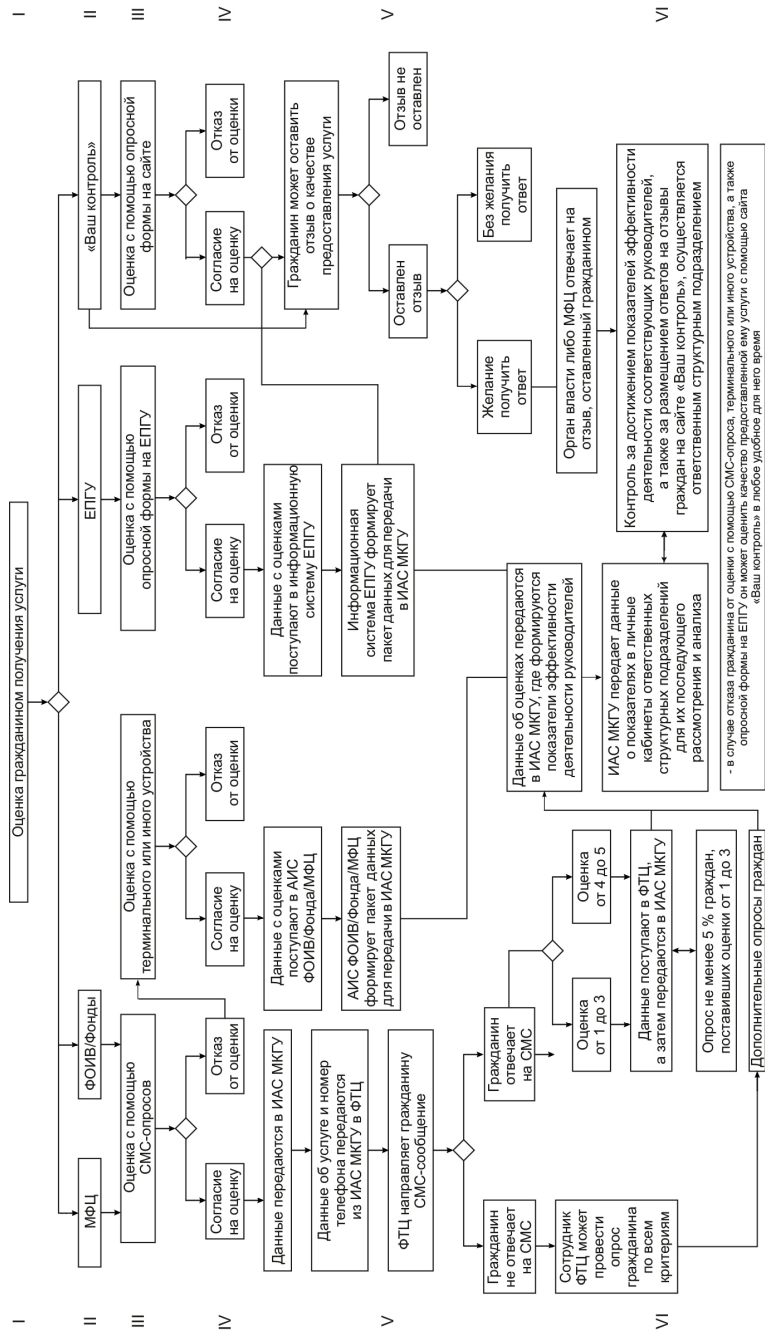 I
II
III
IV
V
VI
Оценка гражданином получения услуги
МФЦ
ФОИВ/Фонды
ЕПГУ
«Ваш контроль»
Оценка с помощью
СМС-опросов
Оценка с помощью
терминального или иного устройства
Оценка с помощью
опросной формы на ЕПГУ
Оценка с помощью опросной
формы на сайте
Согласие
на оценку
Отказ
от оценки
Согласие
на оценку
Отказ
от оценки
Согласие
на оценку
Отказ
от оценки
Согласие
на оценку
Отказ
от оценки
Данные передаются в ИАС МКГУ
Данные с оценками
поступают в АИС
ФОИВ/Фонда/МФЦ
Данные с оценками
поступают в информационную
систему ЕПГУ
Гражданин может оставить
отзыв о качестве
предоставления услуги
Данные об услуге и номер
телефона передаются
из ИАС МКГУ в ФТЦ
АИС ФОИВ/Фонда/МФЦ
формирует пакет данных
для передачи в ИАС МКГУ
Информационная
система ЕПГУ формирует
пакет данных для передачи
в ИАС МКГУ
ФТЦ направляет гражданину
СМС-сообщение
Оставлен
отзыв
Отзыв не
оставлен
Гражданин
не отвечает
на СМС
Гражданин
отвечает
на СМС
Данные об оценках передаются
в ИАС МКГУ, где формируются
показатели эффективности
деятельности руководителей
Желание
получить
ответ
Без желания
получить
ответ
Сотрудник
ФТЦ может
провести
опрос
гражданина
по всем
критериям
Оценка
от 1 до 3
Оценка
от 4 до 5
Орган власти либо МФЦ отвечает на
отзыв, оставленный гражданином
Данные поступают в ФТЦ,
а затем передаются в ИАС МКГУ
ИАС МКГУ передает данные
о показателях в личные
кабинеты ответственных
структурных подразделений
для их последующего
рассмотрения и анализа
Контроль за достижением показателей эффективности
деятельности соответствующих руководителей,
а также за размещением ответов на отзывы
граждан на сайте «Ваш контроль», осуществляется
ответственным структурным подразделением
Опрос не менее 5 % граждан,
поставивших оценки от 1 до 3
Дополнительные опросы граждан
- в случае отказа гражданина от оценки с помощью СМС-опроса, терминального или иного устройства, а также
опросной формы на ЕПГУ он может оценить качество предоставленной ему услуги с помощью сайта
«Ваш контроль» в любое удобное для него время
I
II
III
IV
V
VI